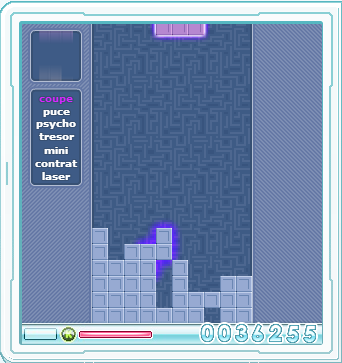 coupe
puce
psycho
tresor
mini
contrat
laser
0036255